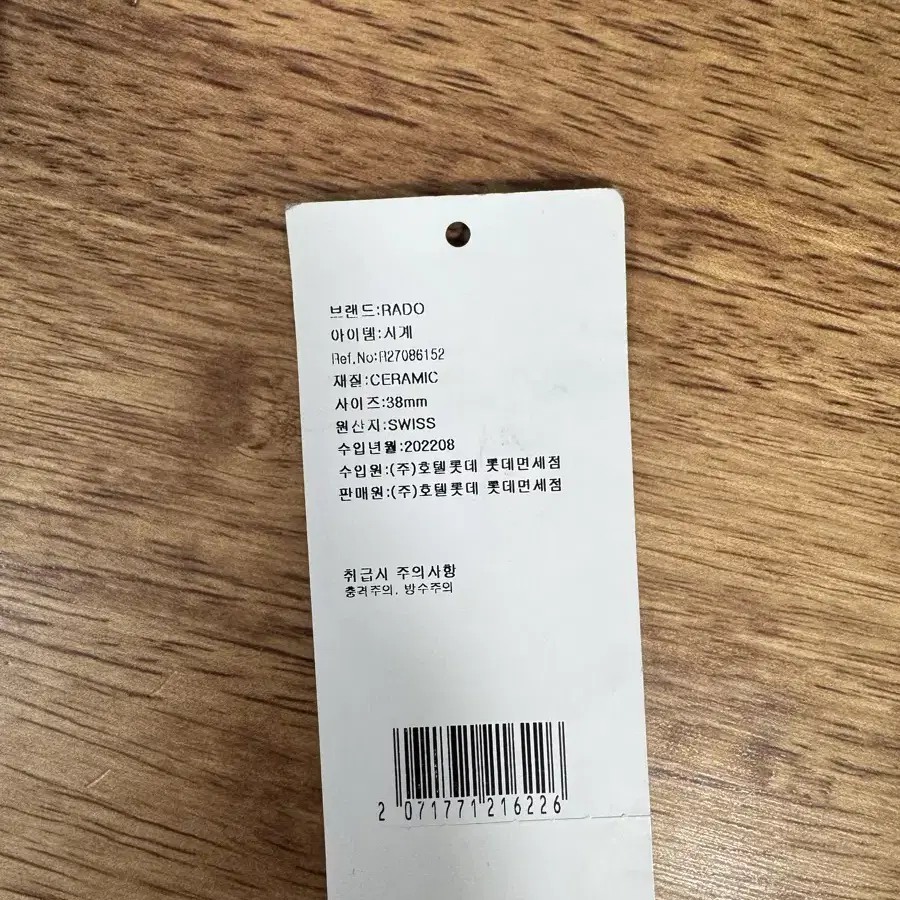 브랜드:RADO
아이템:시계
Ref.No:R27086152
재질:CERAMIC
사이즈:38mm
원산지:SWISS
수입년월:202208
수입원:(주)호텔롯데 롯데면세점
판매원:(주)호텔롯데 롯데면세점
취급시 주의사항
충격주의. 방수주의
2 071771 216226